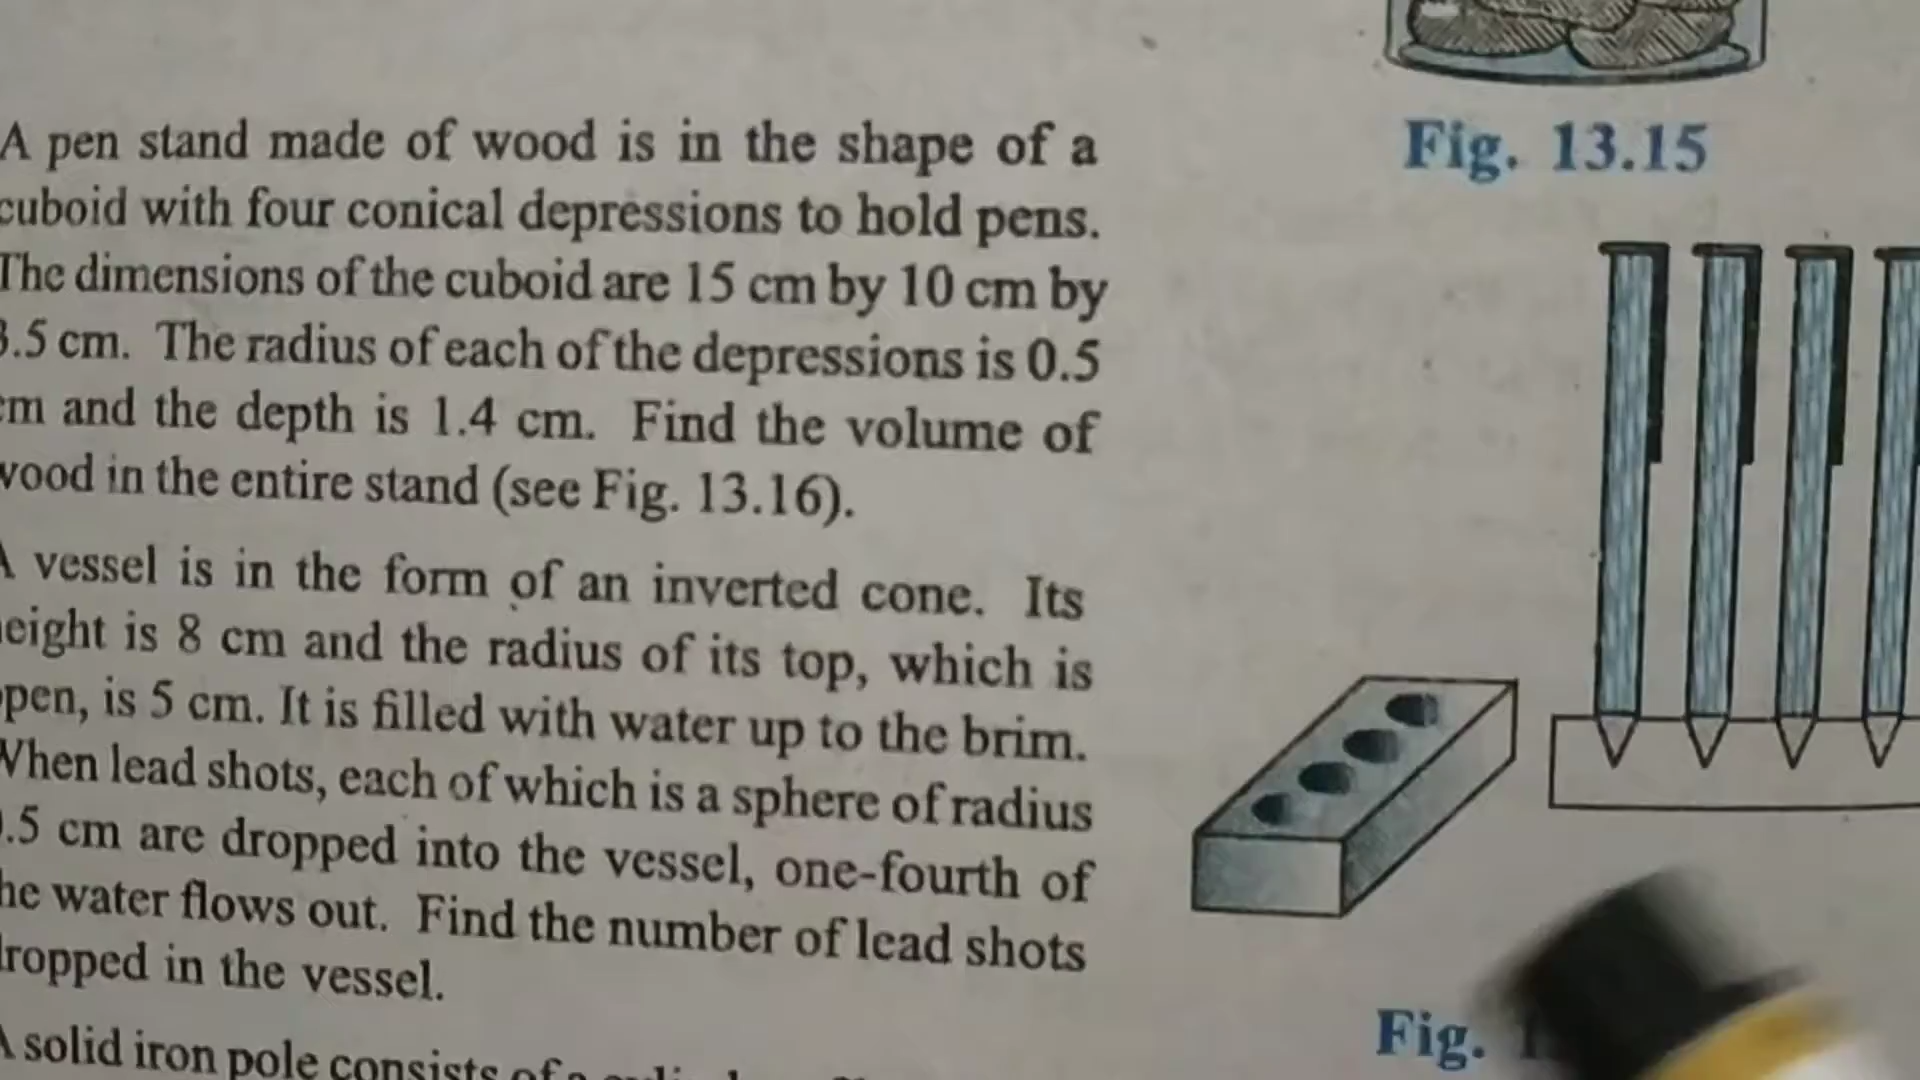 Fig. 13.15
A pen stand made of wood is in the shape of a
cuboid with four conical depressions to hold pens.
The dimensions of the cuboid are 15 cm by 10 cm by
3.5 cm. The radius of each of the depressions is 0.5
cm and the depth is 1.4 cm. Find the volume of
wood in the entire stand (see Fig. 13.16).
A vessel is in the form of an inverted cone. Its
eight is 8 cm and the radius of its top, which is
pen, is 5 cm. It is filled with water up to the brim.
When lead shots, each of which is a sphere of radius
.5 cm are dropped into the vessel, one-fourth of
he water flows out. Find the number of lead shots
ropped in the vessel.
A solid iron pole consists of a
Fig.